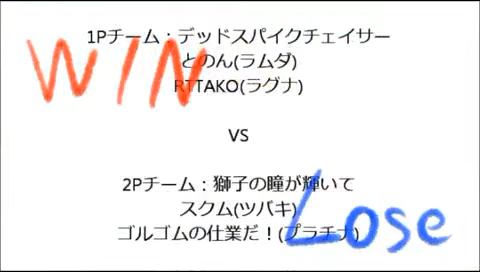 1Pチーム：デッドスパイクチェイサー
とのん(ラムダ)
RTTAKO(ラグナ)
WIN
VS
2Pチーム：獅子の瞳が輝いて
スクム(ツバキ)
ゴルゴムの仕業だ！(プラチナ)
Lose